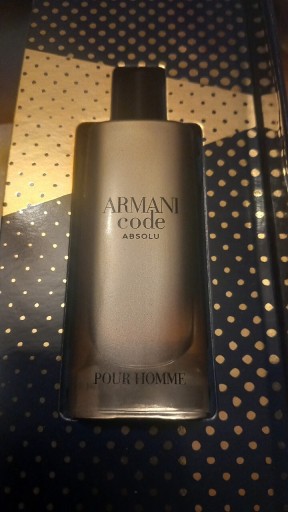 ARMANI
code
ABSOLU
POUR HOMME